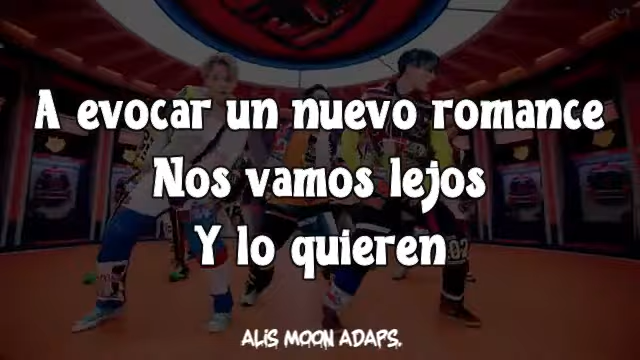 A evocar un nuevo romance
Nos vamos lejos
Y lo quieren
ALIS MOON ADAPS.